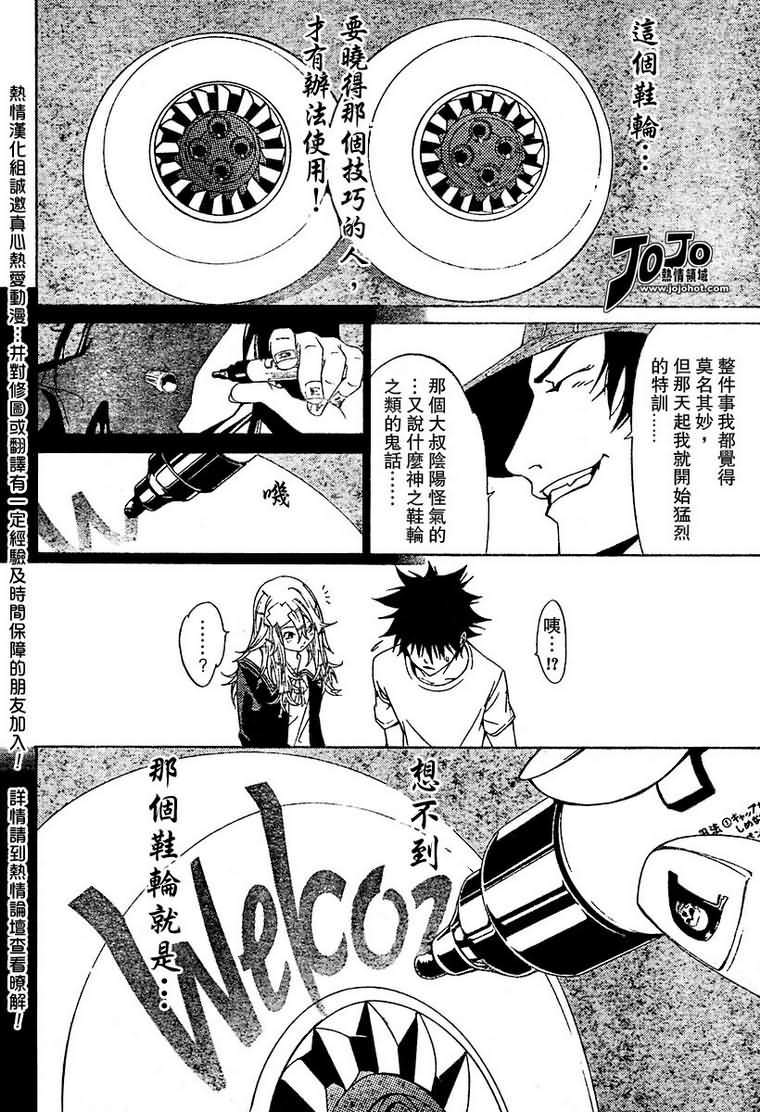 這個鞋輪…
要曉得那個技巧的人，
才有辦法使用！
JOJO
熱情領域
www.jojohot.com
整件事我都覺得
莫名其妙，
但那天起我就開始猛烈
的特訓……
那個大叔陰陽怪氣的
…又說什麼神之鞋輪
之類的鬼話……
嘰
W
咦…!?
……？
想不到
那個鞋輪就是…
Welco
熱情漢化組誠邀真心熱愛動漫…并對修圖或翻譯有一定經驗及時間保障的朋友加入！ 詳情請到熱情論壇查看瞭解！